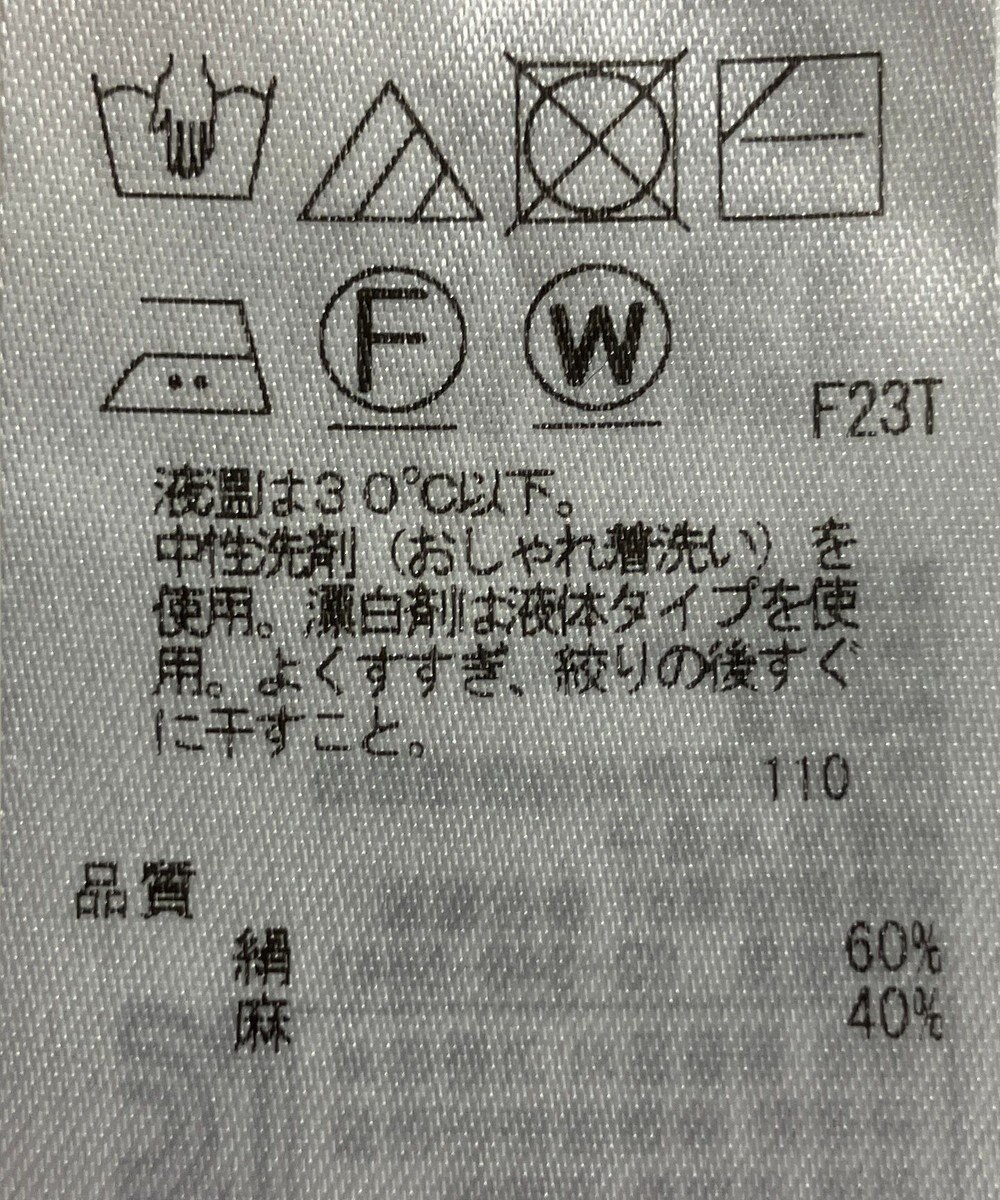 F
W
F23T
液温は30℃以下。
中性洗剤(おしゃれ着洗い)を
使用。漂白剤は液体タイプを使
用。よくすすぎ、絞りの後すぐ
に干すこと。
110
品質
絹 60%
麻 40%